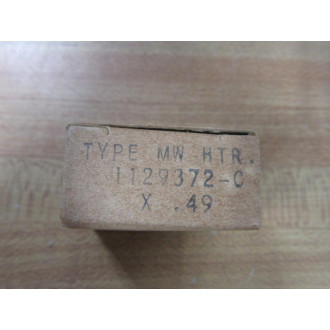 TYPE MW HTR.
1129372-C
X .49